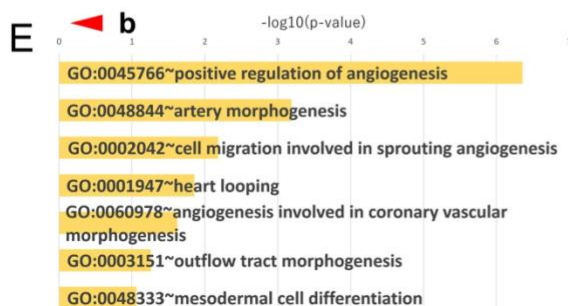 E
b
-log10(p-value)
0 1 2 3 4 5 6
GO:0045766~positive regulation of angiogenesis
GO:0048844~artery morphogenesis
GO:0002042~cell migration involved in sprouting angiogenesis
GO:0001947~heart looping
GO:0060978~angiogenesis involved in coronary vascular
morphogenesis
GO:0003151~outflow tract morphogenesis
GO:0048333~mesodermal cell differentiation